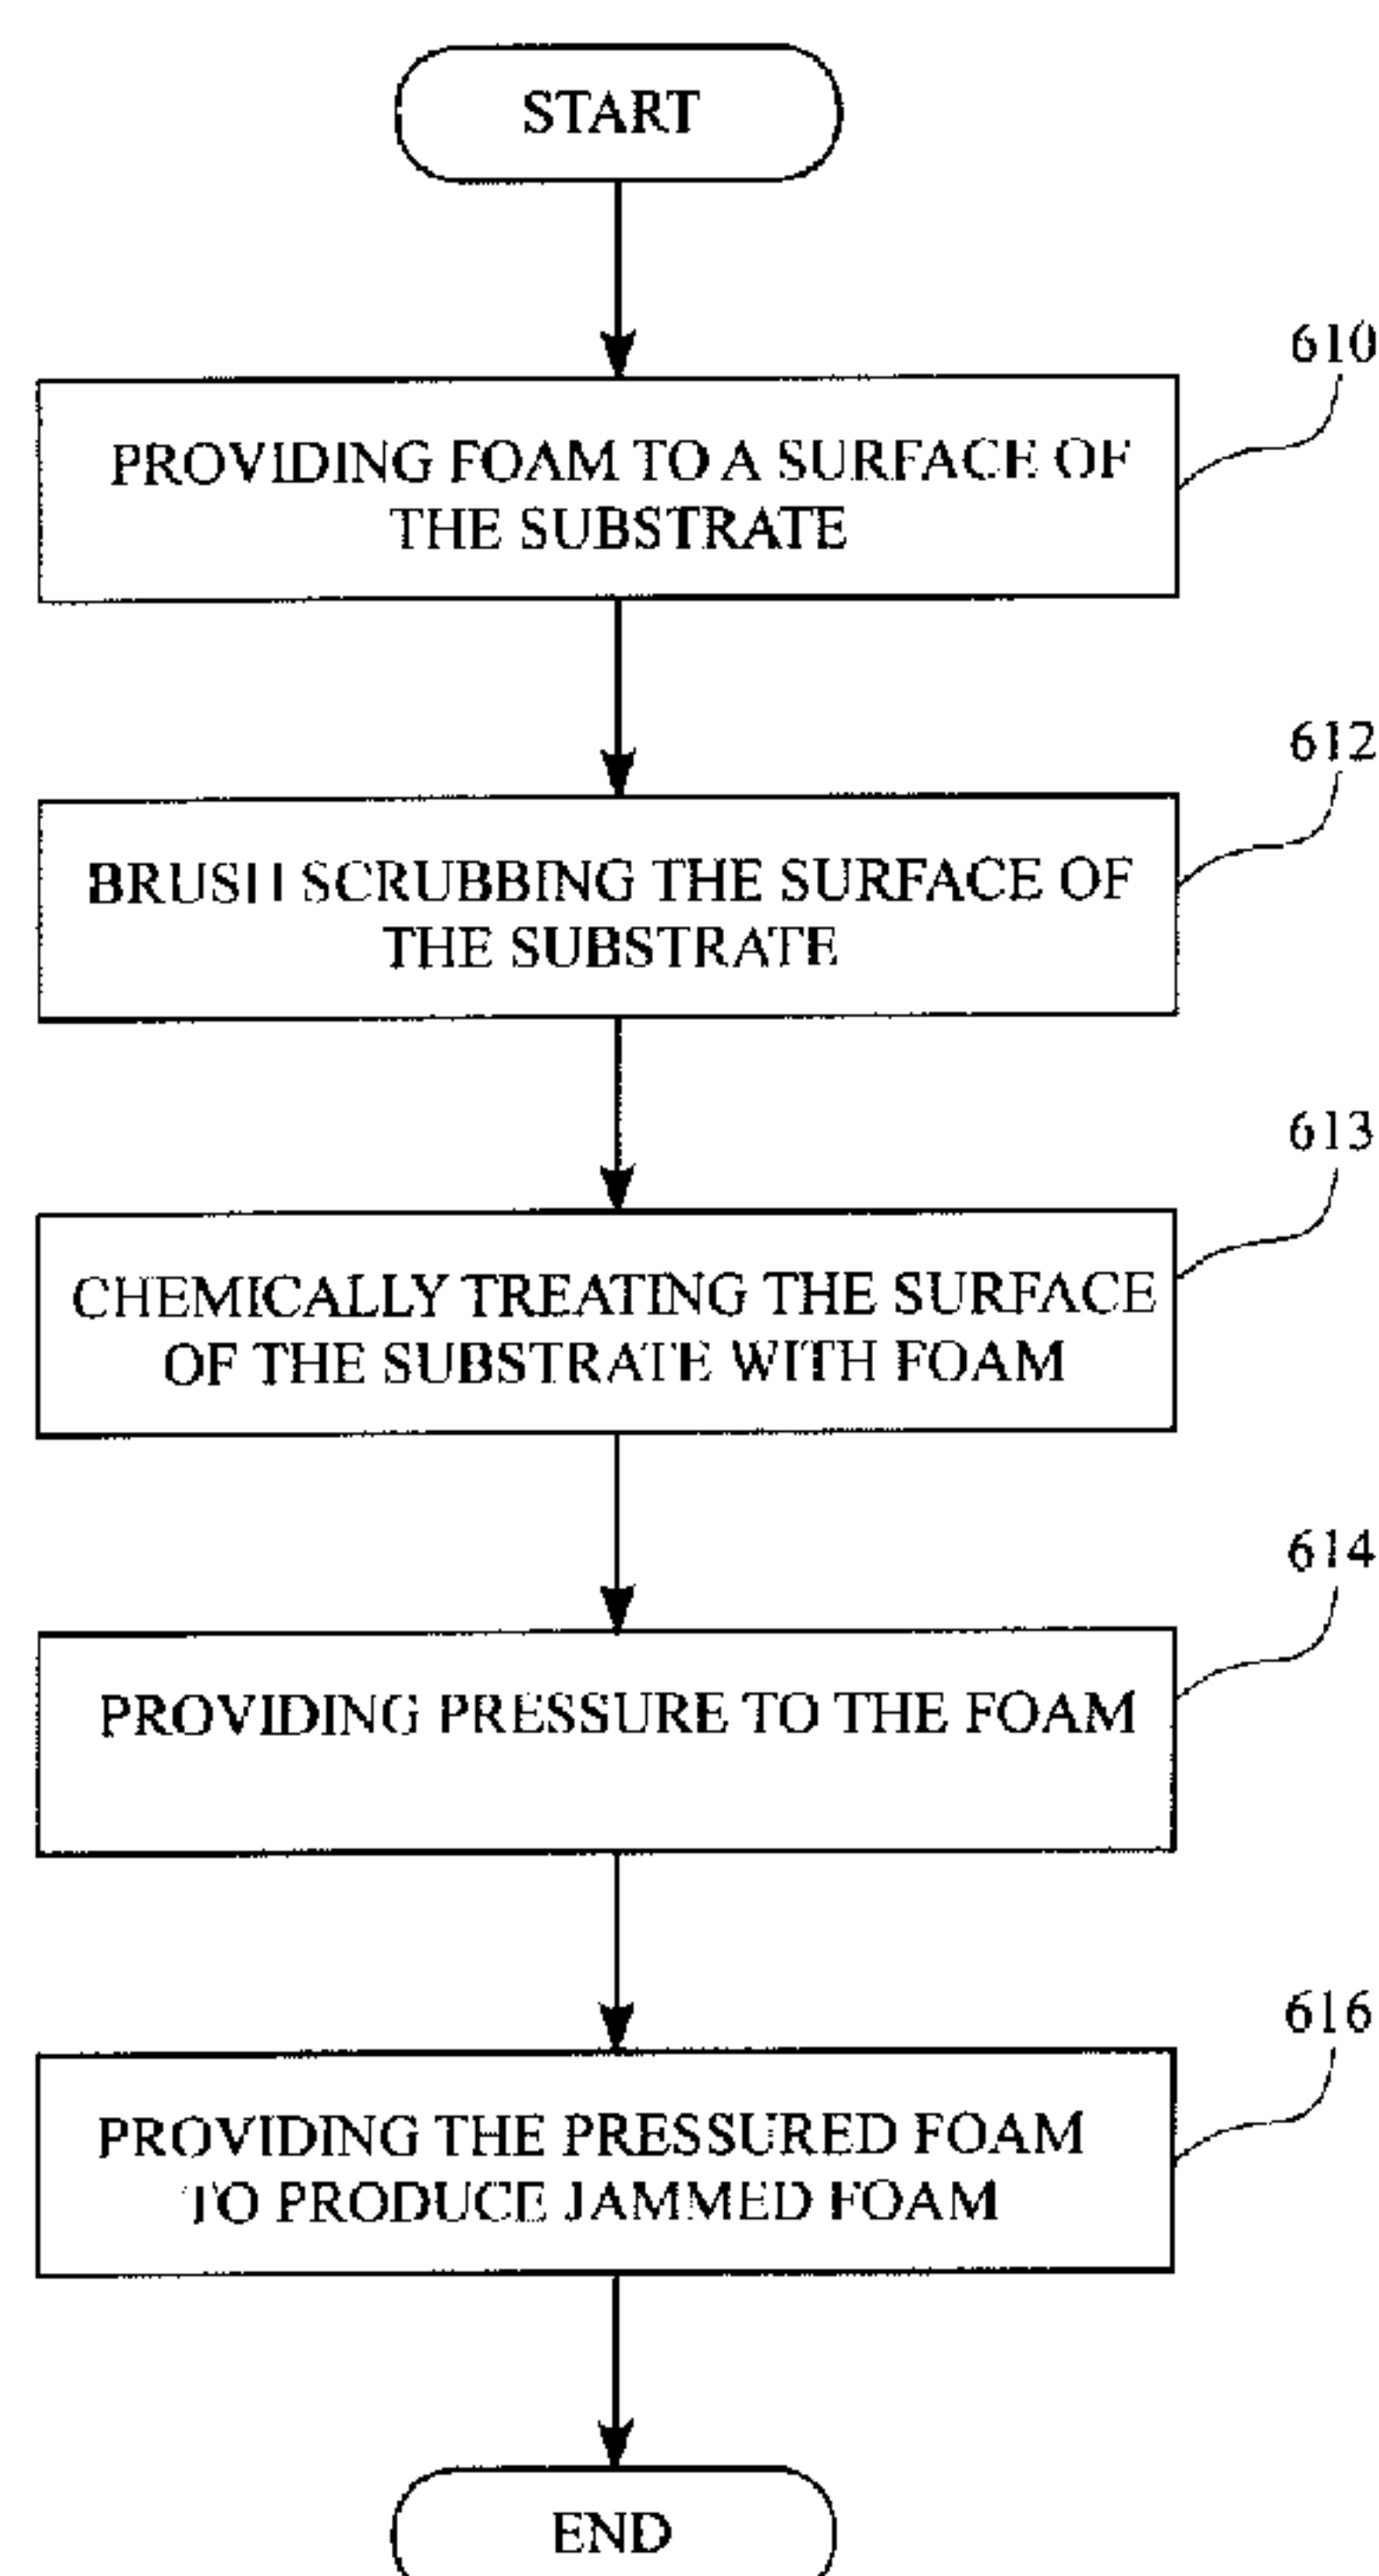 START
610
PROVIDING FOAM TO A SURFACE OF
THE SUBSTRATE
612
BRUSH SCRUBBING THE SURFACE OF
THE SUBSTRATE
613
CHEMICALLY TREATING THE SURFACE
OF THE SUBSTRATE WITH FOAM
614
PROVIDING PRESSURE TO THE FOAM
616
PROVIDING THE PRESSURED FOAM
TO PRODUCE JAMMED FOAM
END